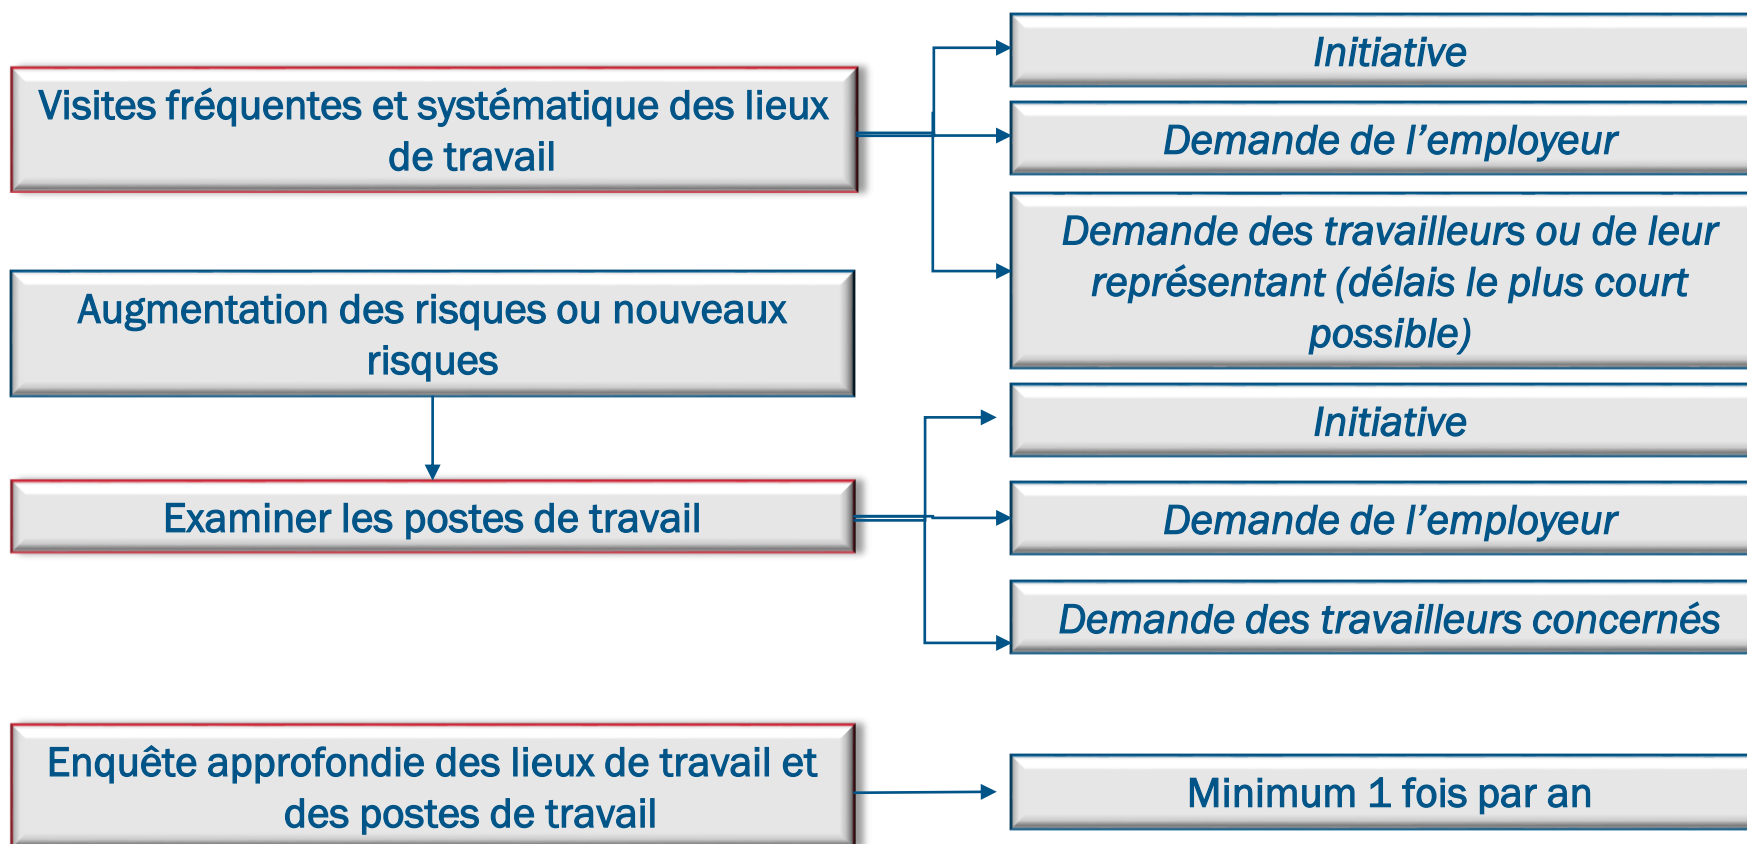 Visites fréquentes et systématique des lieux
de travail
Initiative
Demande de l'employeur
Demande des travailleurs ou de leur
représentant (délais le plus court
possible)
Augmentation des risques ou nouveaux
risques
Examiner les postes de travail
Initiative
Demande de l'employeur
Demande des travailleurs concernés
Enquête approfondie des lieux de travail et
des postes de travail
Minimum 1 fois par an